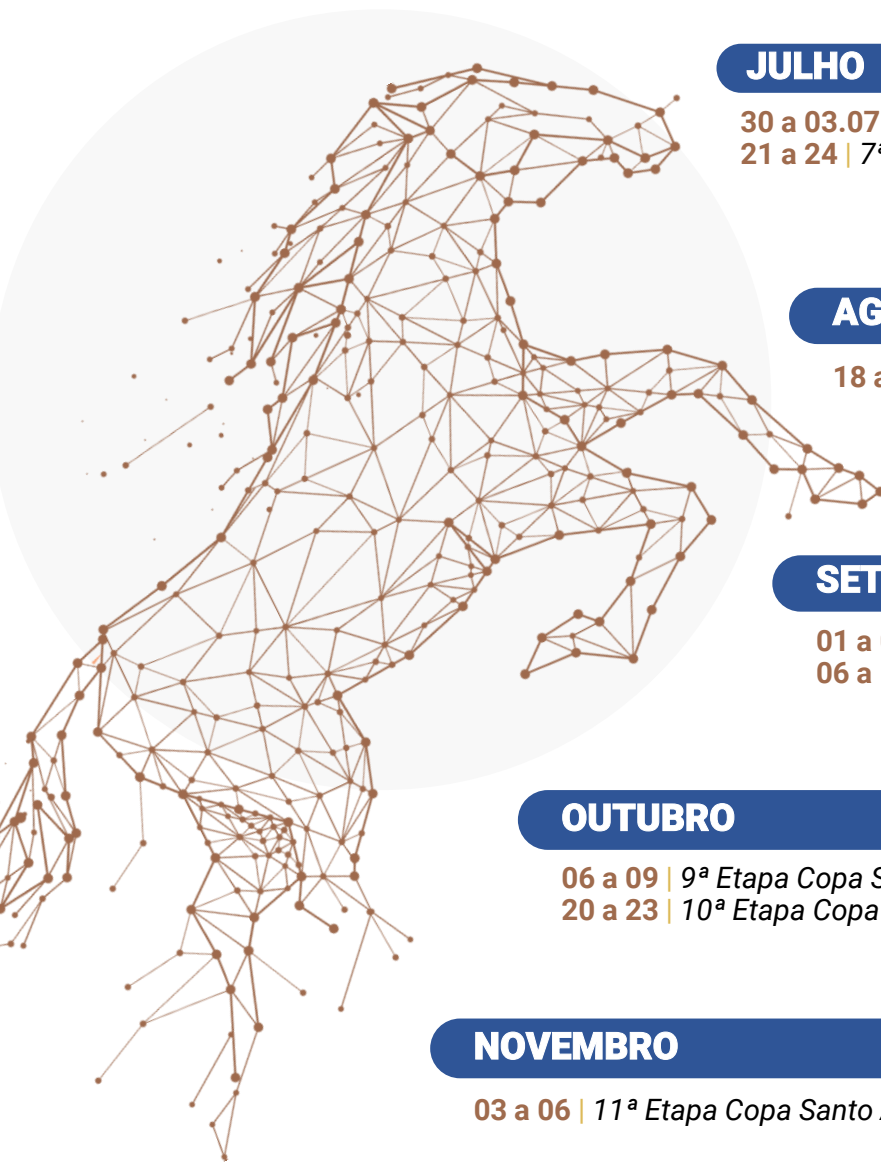 JULHO
30 a 03.07
21 a 24 | 7ª
AG
18 a
SET
01 a
06 a
OUTUBRO
06 a 09 | 9ª Etapa Copa S
20 a 23 | 10ª Etapa Copa
NOVEMBRO
03 a 06 | 11ª Etapa Copa Santo